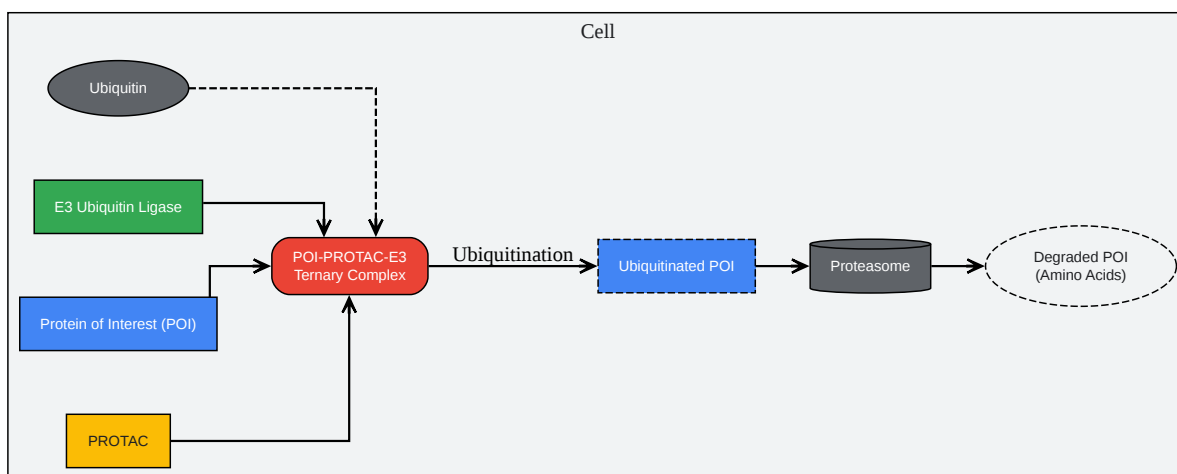 Cell
Ubiquitin
E3 Ubiquitin Ligase
POI-PROTAC-E3
Ternary Complex
Ubiquitination
Ubiquitinated POI
Proteasome
Degraded POI
(Amino Acids)
Protein of Interest (POI)
PROTAC